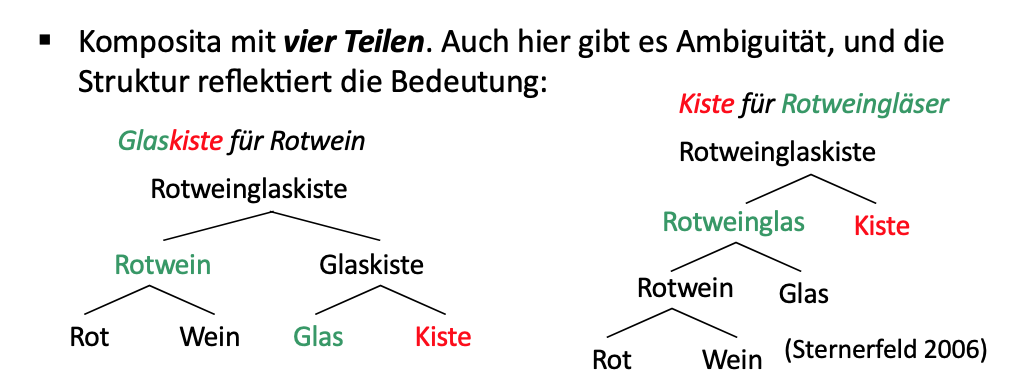 ▪ Komposita mit vier Teilen. Auch hier gibt es Ambiguität, und die
Struktur reflektiert die Bedeutung:
Glaskiste für Rotwein
Rotweinglaskiste
Rotwein Glaskiste
Rot Wein Glas Kiste
Kiste für Rotweingläser
Rotweinglaskiste
Rotweinglas Kiste
Rotwein Glas
Rot Wein
(Sternerfeld 2006)